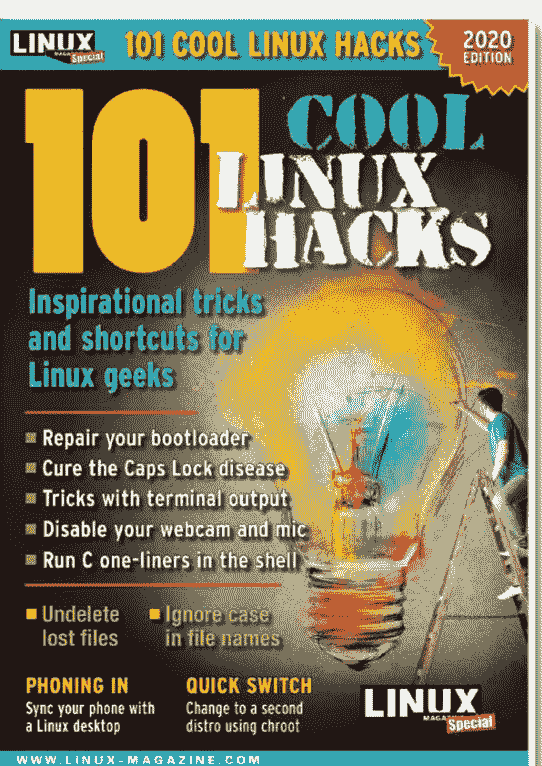 LINUX
MAGAZINE
Special
101 COOL LINUX HACKS
2020
EDITION
101 COOL
LINUX
HACKS
Inspirational tricks
and shortcuts for
Linux geeks
Repair your bootloader
Cure the Caps Lock disease
Tricks with terminal output
Disable your webcam and mic
Run C one-liners in the shell
Undelete
lost files
Ignore case
in file names
PHONING IN
Sync your phone with
a Linux desktop
QUICK SWITCH
Change to a second
distro using chroot
LINUX
MAGAZINE
Special
WWW.LINUX-MAGAZINE.COM